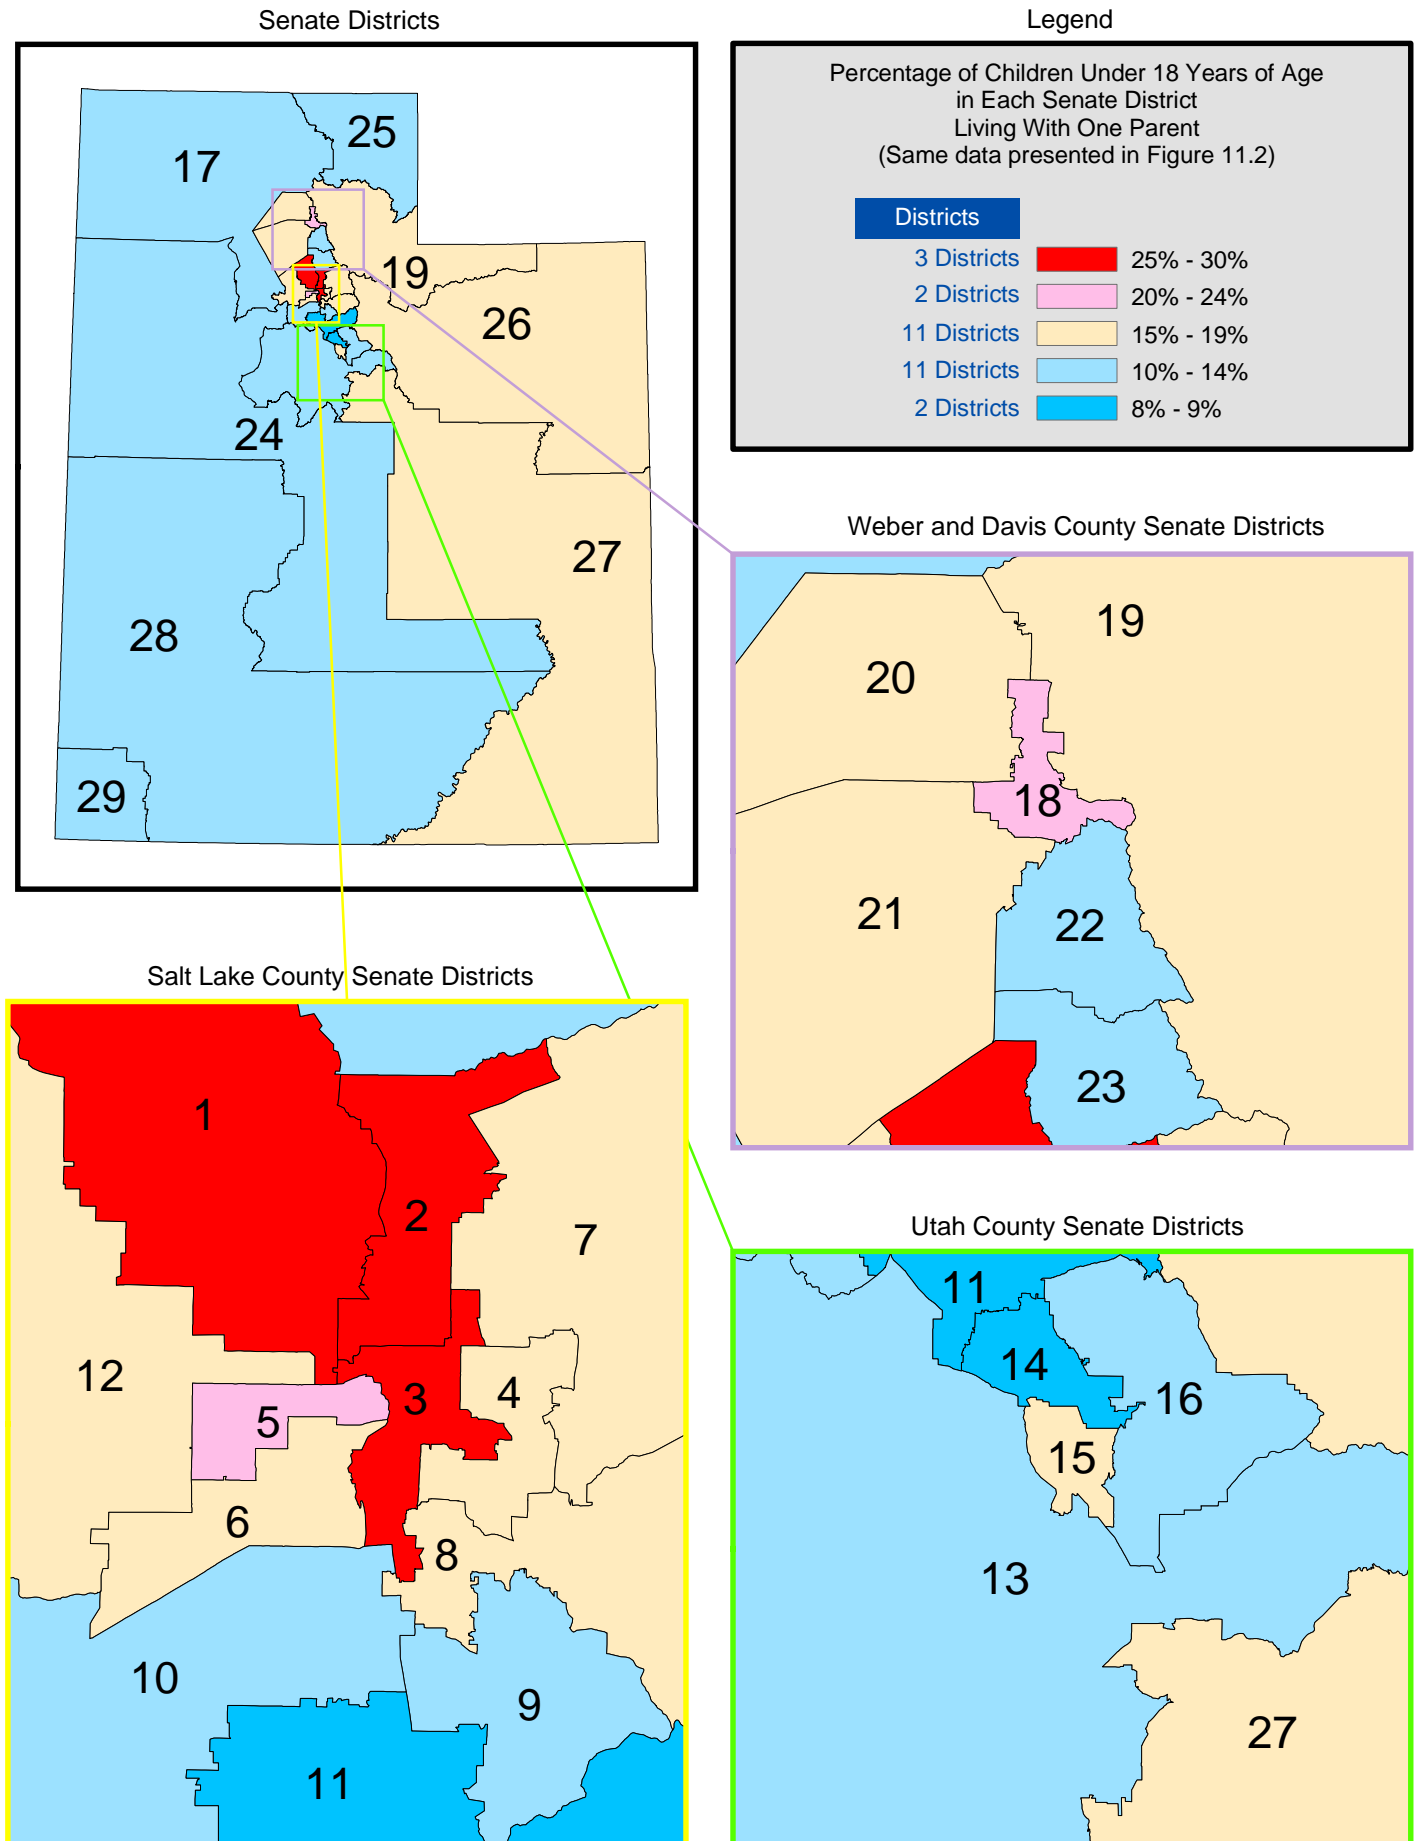 Senate Districts
17
25
19
26
24
27
28
29
Legend
Percentage of Children Under 18 Years of Age
in Each Senate District
Living With One Parent
(Same data presented in Figure 11.2)
Districts
3 Districts 25% - 30%
2 Districts 20% - 24%
11 Districts 15% - 19%
11 Districts 10% - 14%
2 Districts 8% - 9%
Weber and Davis County Senate Districts
19
20
18
21
22
23
Salt Lake County Senate Districts
1
2
7
12
3
4
5
6
8
10
9
11
Utah County Senate Districts
11
14
16
15
13
27